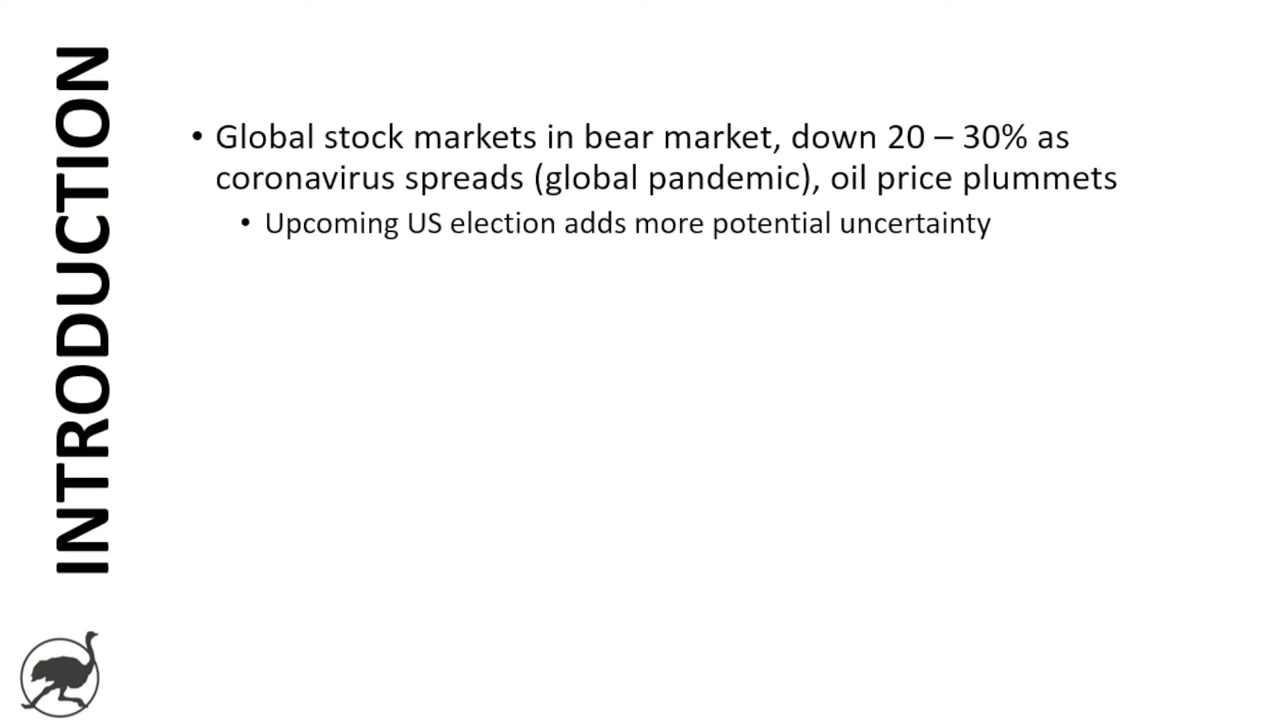 INTRODUCTION
• Global stock markets in bear market, down 20 – 30% as
coronavirus spreads (global pandemic), oil price plummets
• Upcoming US election adds more potential uncertainty